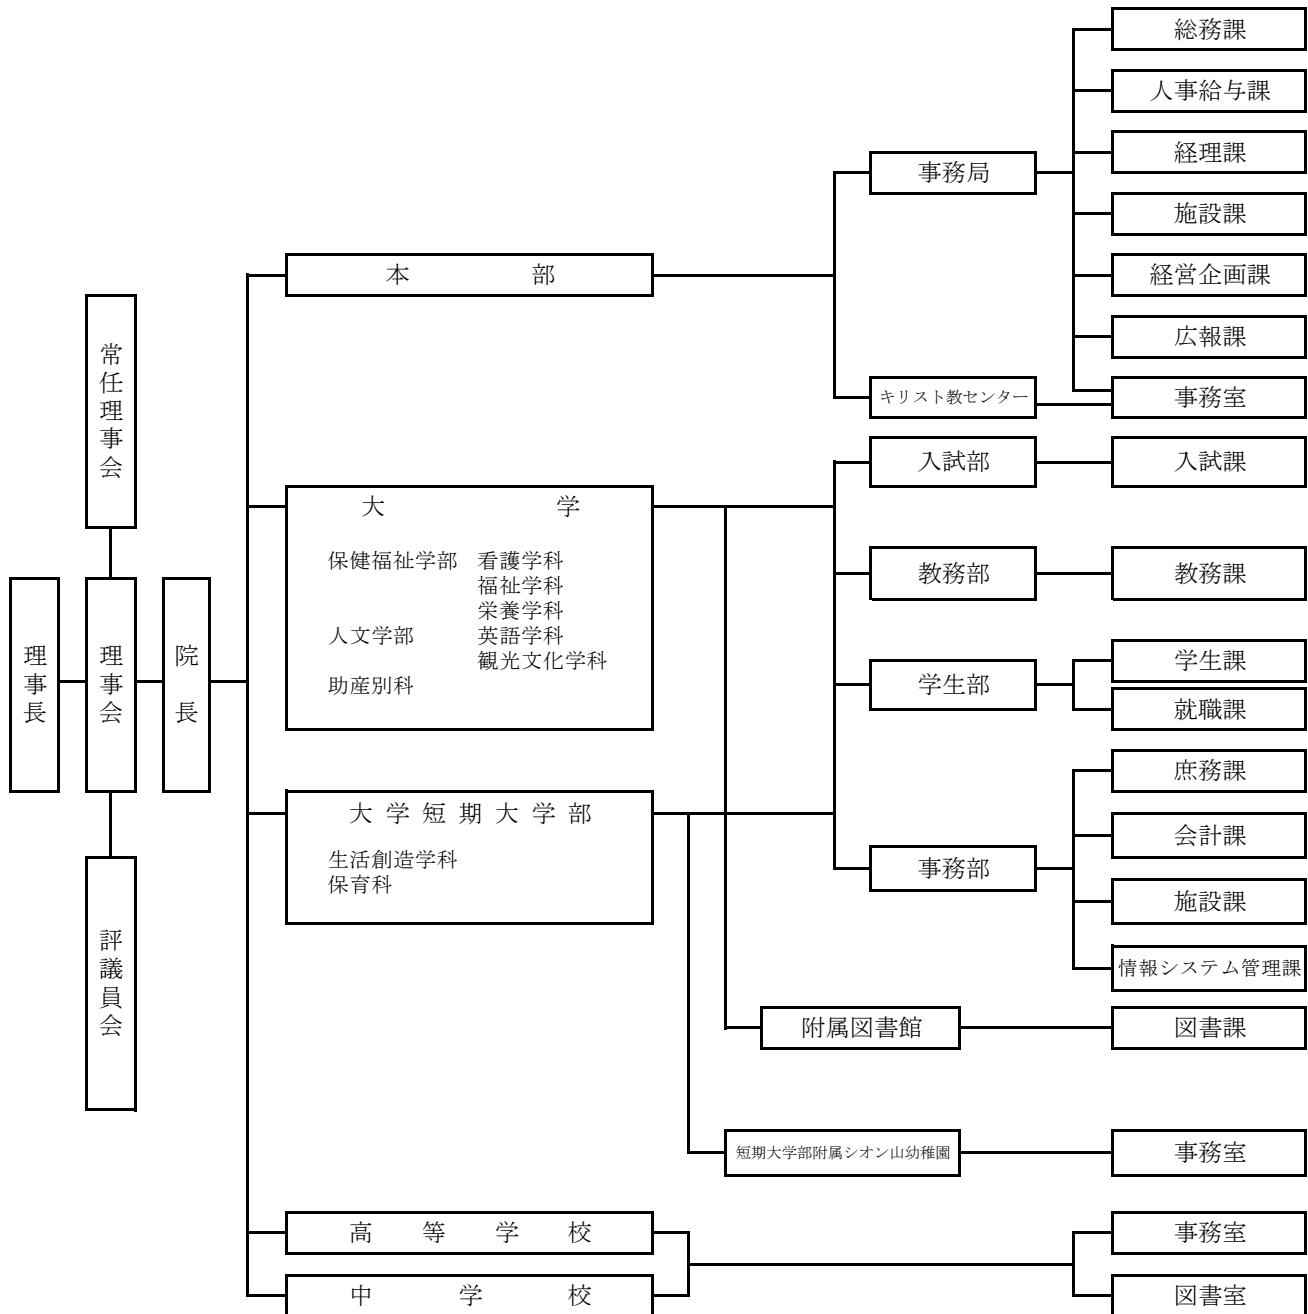 総務課
人事給与課
経理課
事務局
施設課
本部
経営企画課
広報課
常任理事会
キリスト教センター
事務室
入試部
入試課
大学
保健福祉学部 看護学科
福祉学科
栄養学科
人文学部 英語学科
観光文化学科
助産別科
教務部
教務課
理事長
理事会
院長
学生部
学生課
就職課
庶務課
大学短期大学部
生活創造学科
保育科
会計課
事務部
施設課
評議員会
情報システム管理課
附属図書館
図書課
短期大学部附属シオン山幼稚園
事務室
高等学校
事務室
中学校
図書室